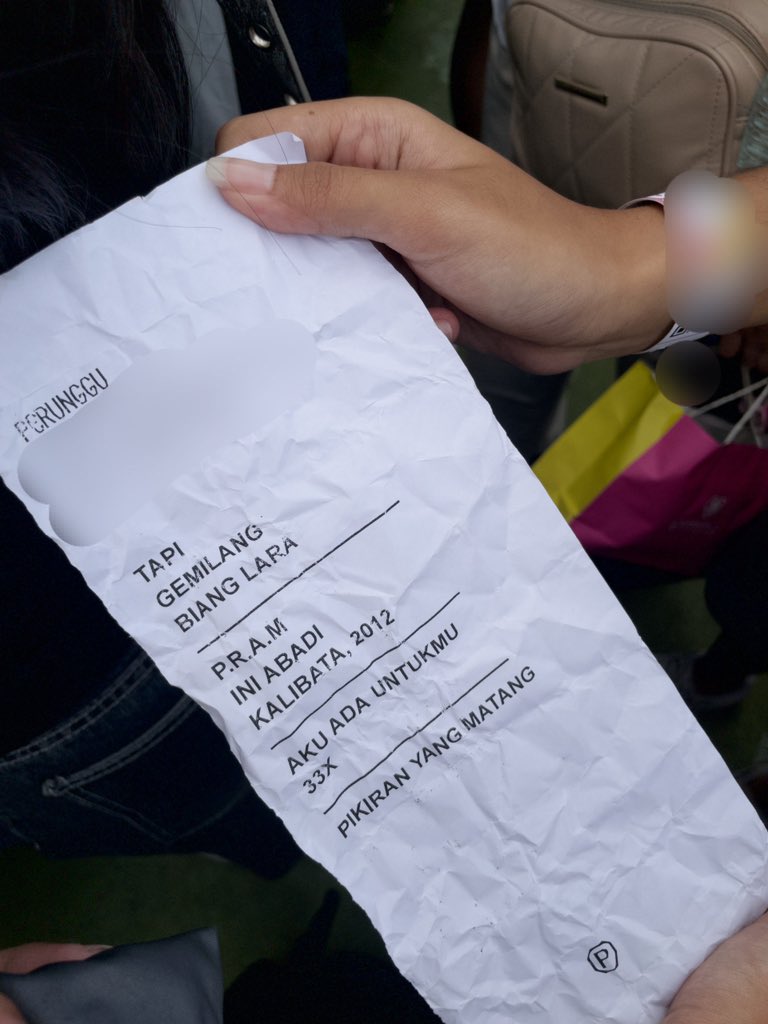 PERUNGGU
TAPI
GEMILANG
BIANG LARA
P.R.A.M
INI ABADI
KALIBATA, 2012
AKU ADA UNTUKMU
33X
PIKIRAN YANG MATANG
P